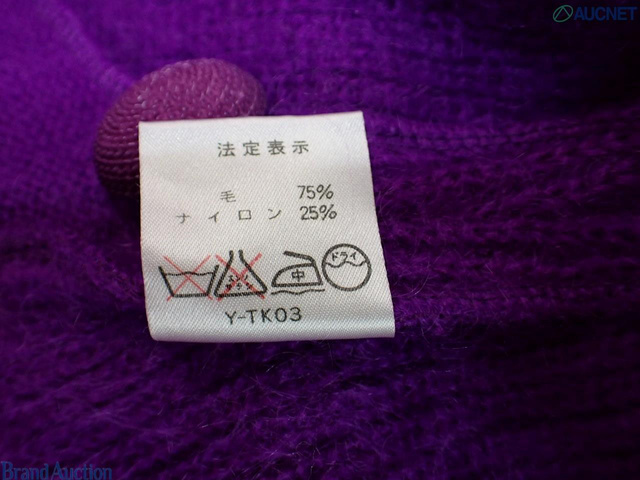 AUCNET
法定表示
毛 75%
ナイロン 25%
中 ドライ
Y-TK03
Brand Auction